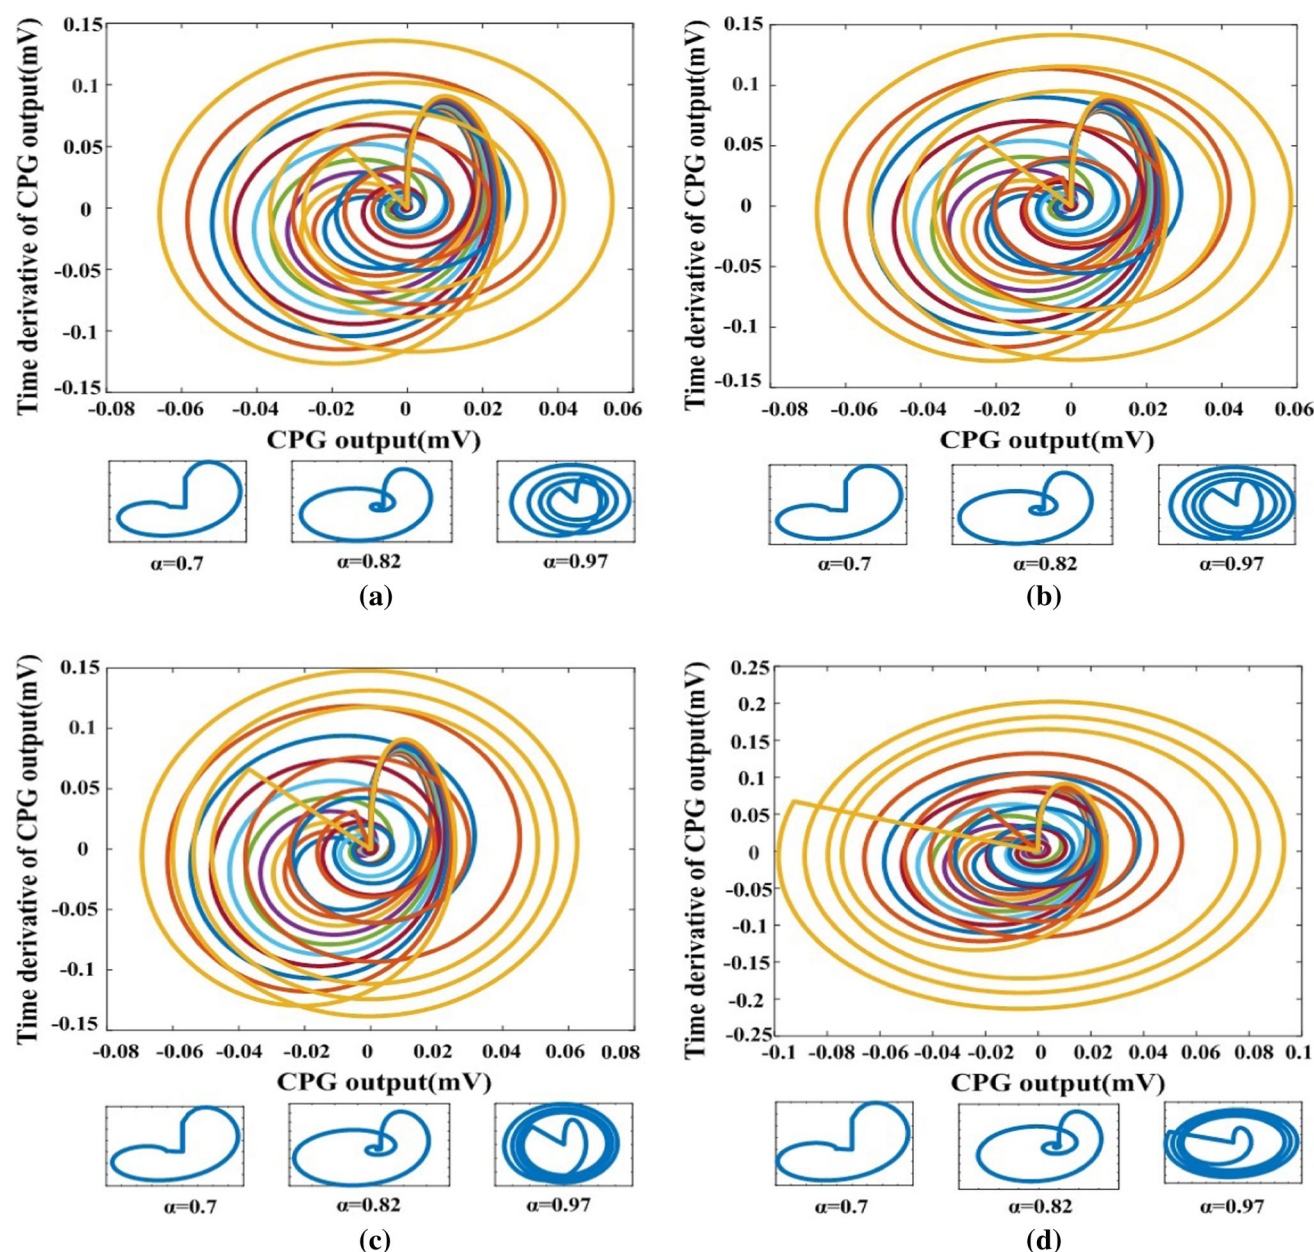 Time derivative of CPG output(mV)
0.15
0.1
0.05
0
-0.05
-0.1
-0.15
-0.08 -0.06 -0.04 -0.02 0 0.02 0.04 0.06
CPG output(mV)
α=0.7 α=0.82 α=0.97
(a)
Time derivative of CPG output(mV)
0.15
0.1
0.05
0
-0.05
-0.1
-0.15
-0.08 -0.06 -0.04 -0.02 0 0.02 0.04 0.06
CPG output(mV)
α=0.7 α=0.82 α=0.97
(b)
Time derivative of CPG output(mV)
0.15
0.1
0.05
0
-0.05
-0.1
-0.15
-0.08 -0.06 -0.04 -0.02 0 0.02 0.04 0.06 0.08
CPG output(mV)
α=0.7 α=0.82 α=0.97
(c)
Time derivative of CPG output(mV)
0.25
0.2
0.15
0.1
0.05
0
-0.05
-0.1
-0.15
-0.2
-0.25
-0.1 -0.08 -0.06 -0.04 -0.02 0 0.02 0.04 0.06 0.08 0.1
CPG output(mV)
α=0.7 α=0.82 α=0.97
(d)